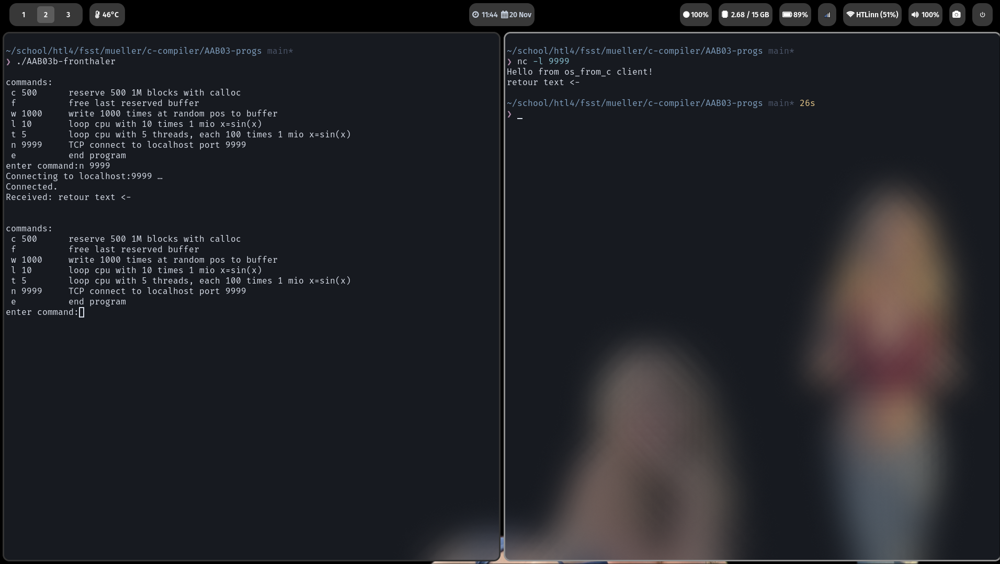 1 2 3 46°C 11:44 20 Nov 100% 2.68 / 15 GB 89% HTLinn (51%) 100%
~/school/htl4/fsst/mueller/c-compiler/AAB03-progs main*
❯ ./AAB03b-fronthaler
commands:
c 500 reserve 500 1M blocks with calloc
f free last reserved buffer
w 1000 write 1000 times at random pos to buffer
l 10 loop cpu with 10 times 1 mio x=sin(x)
t 5 loop cpu with 5 threads, each 100 times 1 mio x=sin(x)
n 9999 TCP connect to localhost port 9999
e end program
enter command:n 9999
Connecting to localhost:9999 …
Connected.
Received: retour text <-
commands:
c 500 reserve 500 1M blocks with calloc
f free last reserved buffer
w 1000 write 1000 times at random pos to buffer
l 10 loop cpu with 10 times 1 mio x=sin(x)
t 5 loop cpu with 5 threads, each 100 times 1 mio x=sin(x)
n 9999 TCP connect to localhost port 9999
e end program
enter command:
~/school/htl4/fsst/mueller/c-compiler/AAB03-progs main*
❯ nc -l 9999
Hello from os_from_c client!
retour text <-
~/school/htl4/fsst/mueller/c-compiler/AAB03-progs main* 26s
❯ _